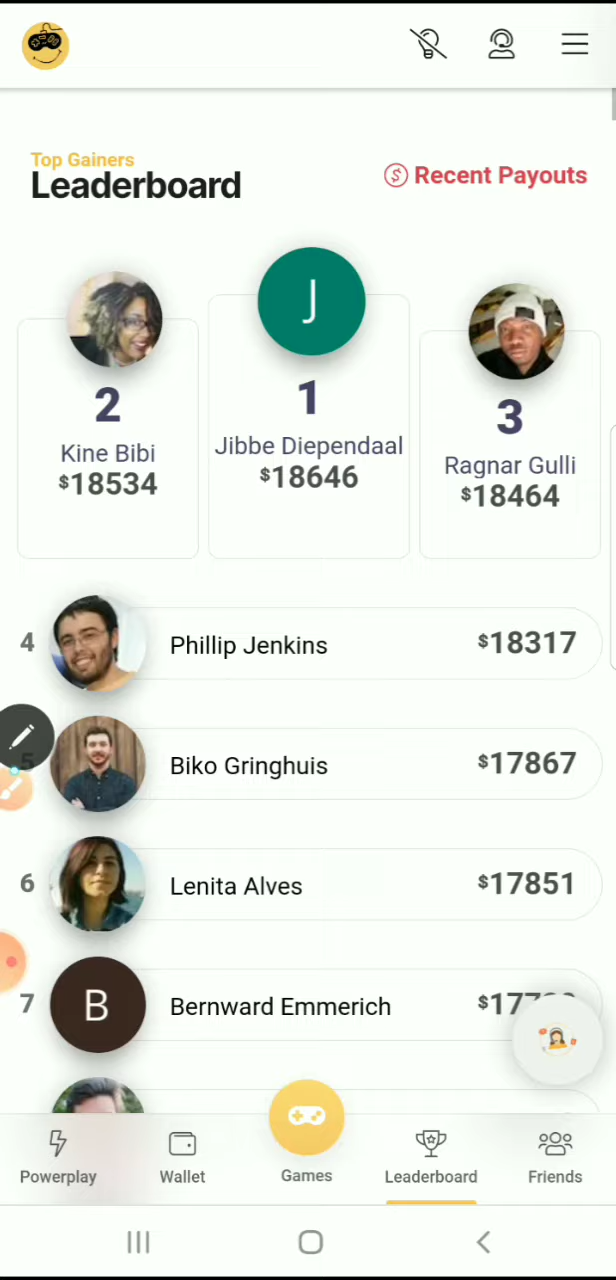 Top Gainers
Leaderboard
Recent Payouts
2
Kine Bibi
$18534
J
1
Jibbe Diependaal
$18646
3
Ragnar Gulli
$18464
4 Phillip Jenkins $18317
5 Biko Gringhuis $17867
6 Lenita Alves $17851
7 B Bernward Emmerich
Powerplay Wallet Games Leaderboard Friends